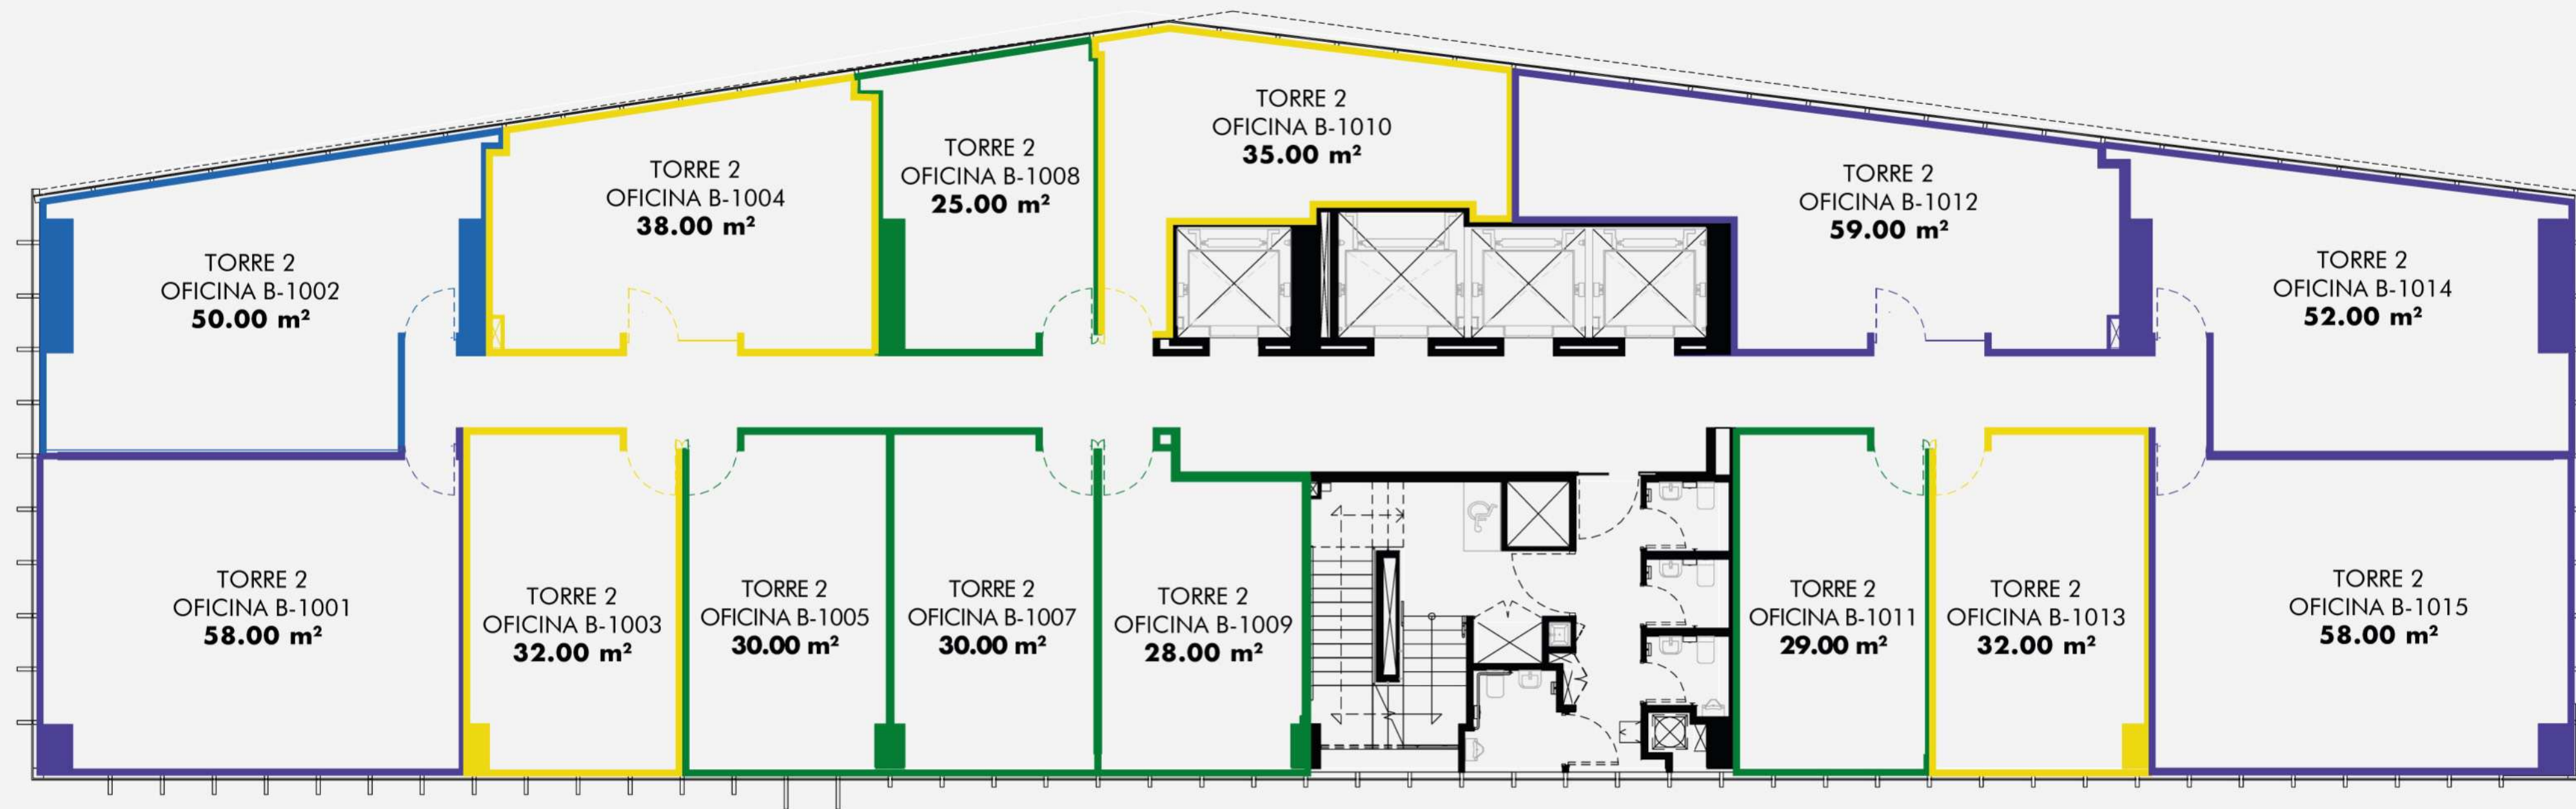 TORRE 2
OFICINA B-1002
50.00 m²
TORRE 2
OFICINA B-1004
38.00 m²
TORRE 2
OFICINA B-1008
25.00 m²
TORRE 2
OFICINA B-1010
35.00 m²
TORRE 2
OFICINA B-1012
59.00 m²
TORRE 2
OFICINA B-1014
52.00 m²
TORRE 2
OFICINA B-1001
58.00 m²
TORRE 2
OFICINA B-1003
32.00 m²
TORRE 2
OFICINA B-1005
30.00 m²
TORRE 2
OFICINA B-1007
30.00 m²
TORRE 2
OFICINA B-1009
28.00 m²
TORRE 2
OFICINA B-1011
29.00 m²
TORRE 2
OFICINA B-1013
32.00 m²
TORRE 2
OFICINA B-1015
58.00 m²